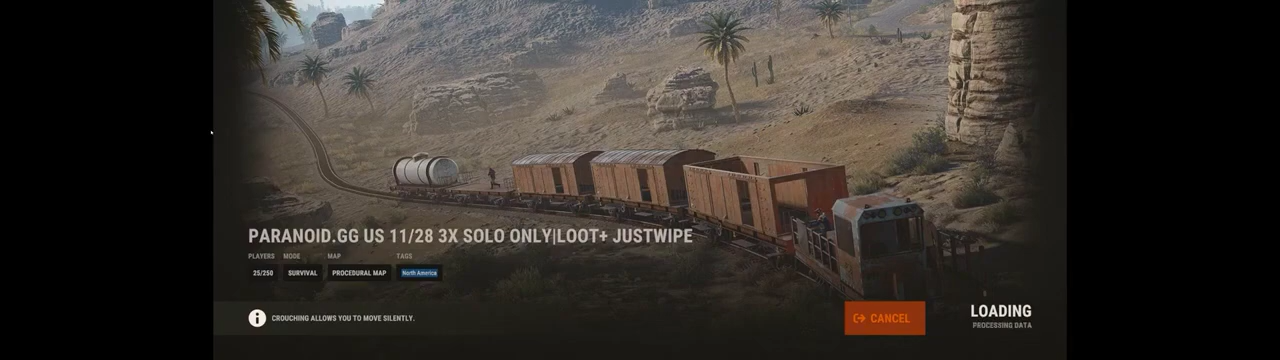 PARANOID.GG US 11/28 3X SOLO ONLY|LOOT+ JUSTWIPE
PLAYERS MODE MAP TAGS
25/250 SURVIVAL PROCEDURAL MAP North America
CROUCHING ALLOWS YOU TO MOVE SILENTLY.
CANCEL
LOADING
PROCESSING DATA